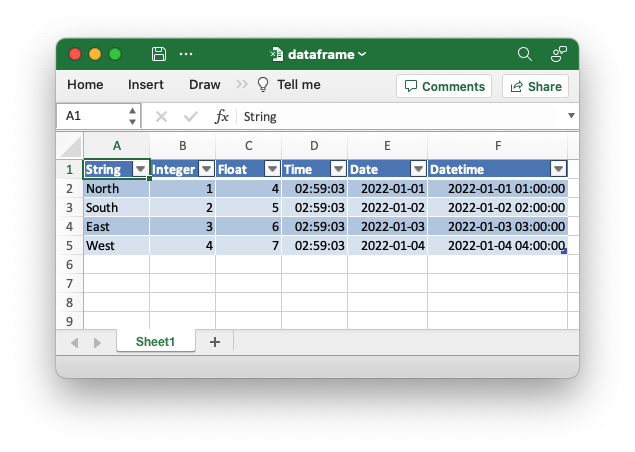 dataframe
Home Insert Draw Tell me Comments Share
A1 fx String
A B C D E F
1 String Integer Float Time Date Datetime
2 North 1 4 02:59:03 2022-01-01 2022-01-01 01:00:00
3 South 2 5 02:59:03 2022-01-02 2022-01-02 02:00:00
4 East 3 6 02:59:03 2022-01-03 2022-01-03 03:00:00
5 West 4 7 02:59:03 2022-01-04 2022-01-04 04:00:00
6
7
8
9
Sheet1 +